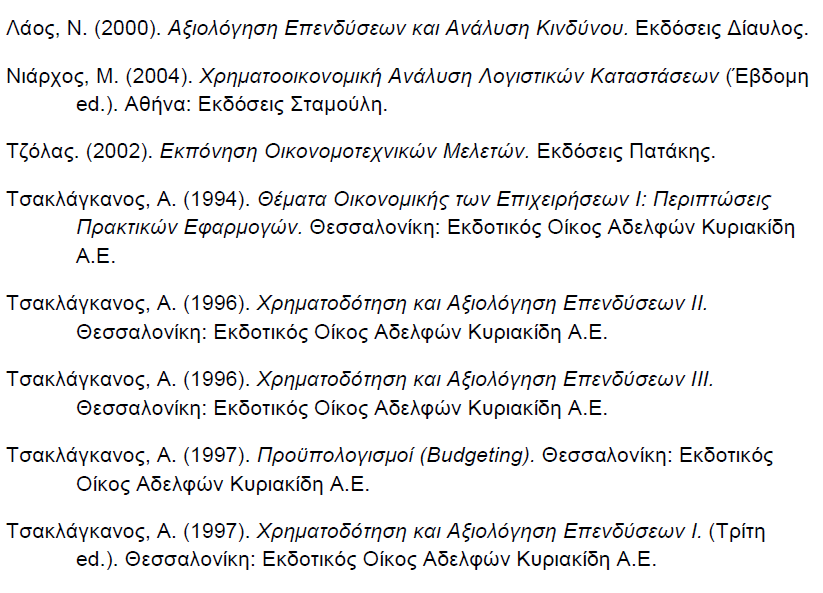 Λάος, Ν. (2000). Αξιολόγηση Επενδύσεων και Ανάλυση Κινδύνου. Εκδόσεις Δίαυλος.
Νιάρχος, Μ. (2004). Χρηματοοικονομική Ανάλυση Λογιστικών Καταστάσεων (Έβδομη
ed.). Αθήνα: Εκδόσεις Σταμούλη.
Τζόλας. (2002). Εκπόνηση Οικονομοτεχνικών Μελετών. Εκδόσεις Πατάκης.
Τσακλάγκανος, Α. (1994). Θέματα Οικονομικής των Επιχειρήσεων Ι: Περιπτώσεις
Πρακτικών Εφαρμογών. Θεσσαλονίκη: Εκδοτικός Οίκος Αδελφών Κυριακίδη
Α.Ε.
Τσακλάγκανος, Α. (1996). Χρηματοδότηση και Αξιολόγηση Επενδύσεων ΙΙ.
Θεσσαλονίκη: Εκδοτικός Οίκος Αδελφών Κυριακίδη Α.Ε.
Τσακλάγκανος, Α. (1996). Χρηματοδότηση και Αξιολόγηση Επενδύσεων ΙΙΙ.
Θεσσαλονίκη: Εκδοτικός Οίκος Αδελφών Κυριακίδη Α.Ε.
Τσακλάγκανος, Α. (1997). Προϋπολογισμοί (Budgeting). Θεσσαλονίκη: Εκδοτικός
Οίκος Αδελφών Κυριακίδη Α.Ε.
Τσακλάγκανος, Α. (1997). Χρηματοδότηση και Αξιολόγηση Επενδύσεων Ι. (Τρίτη
ed.). Θεσσαλονίκη: Εκδοτικός Οίκος Αδελφών Κυριακίδη Α.Ε.